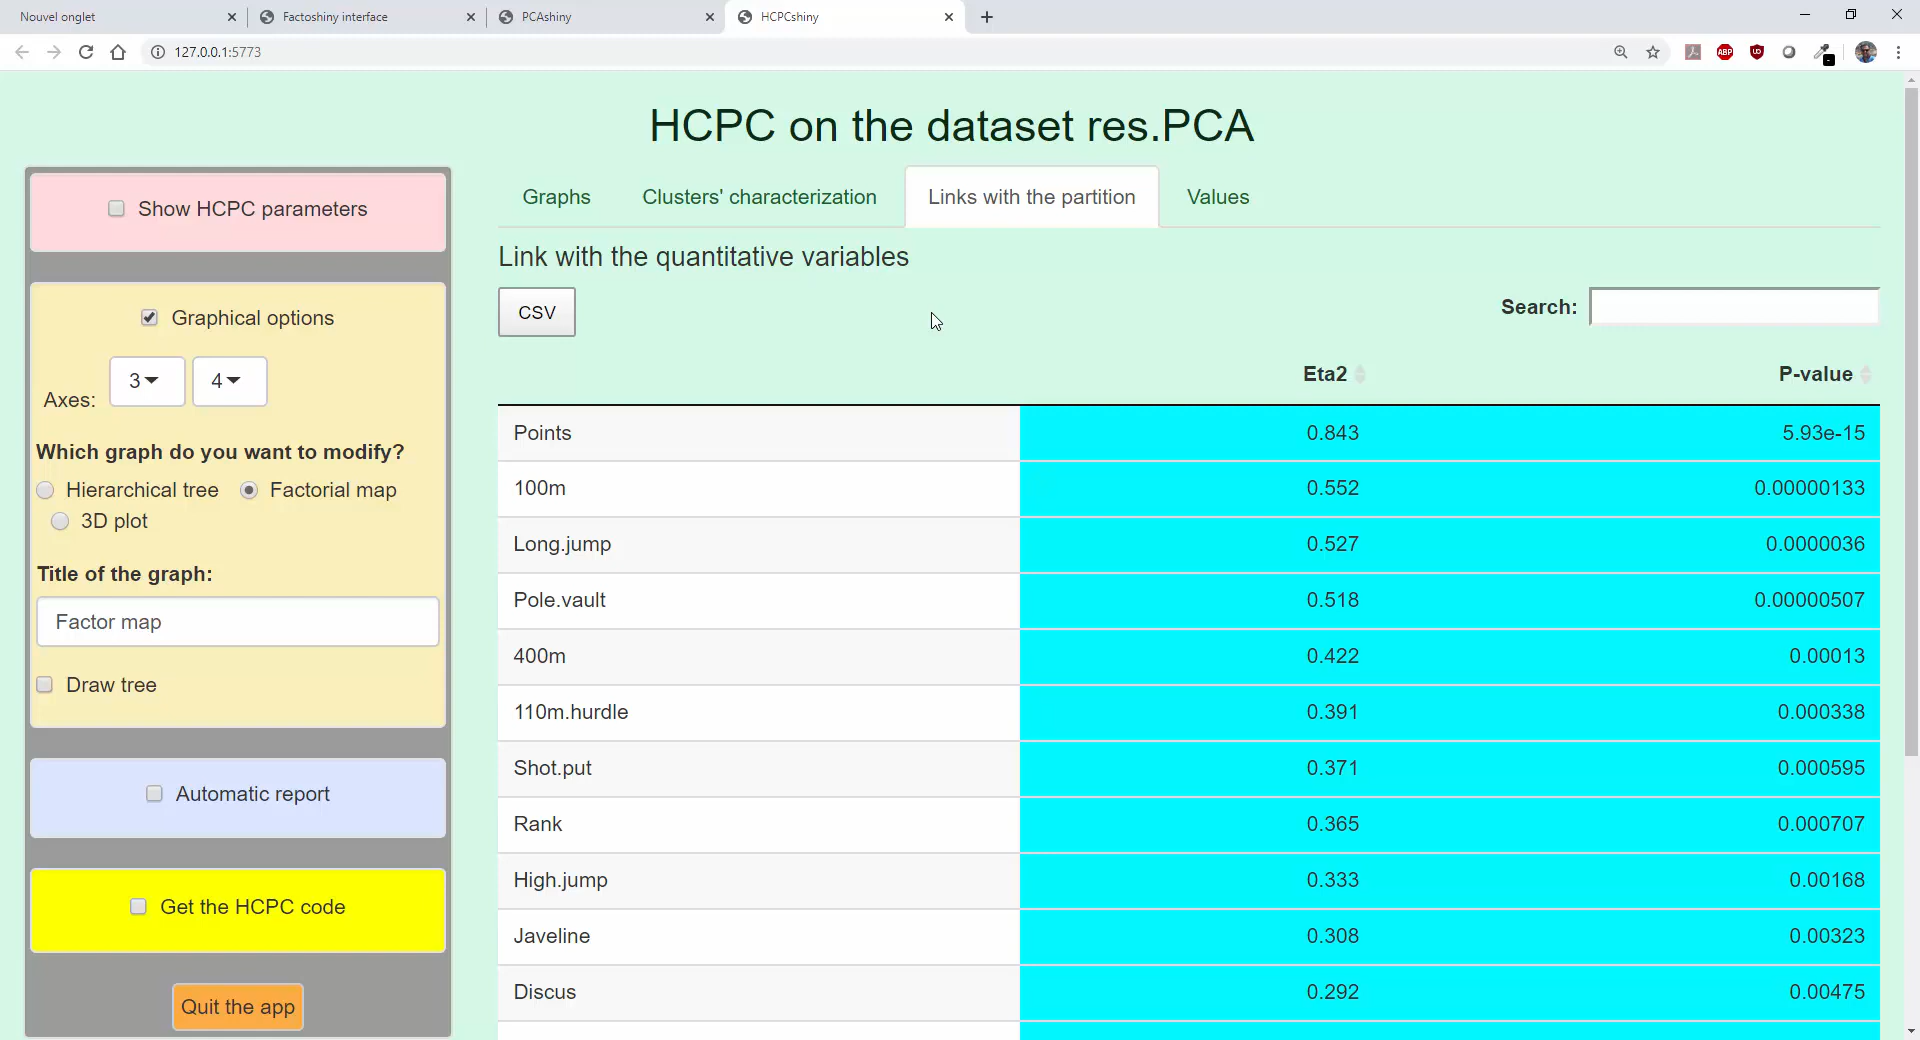 Nouvel onglet
Factoshiny interface
PCAshiny
HCPCshiny
127.0.0.1:5773
ABP
HCPC on the dataset res.PCA
Show HCPC parameters
Graphical options
Axes: 3 4
Which graph do you want to modify?
Hierarchical tree Factorial map
3D plot
Title of the graph:
Factor map
Draw tree
Automatic report
Get the HCPC code
Quit the app
Graphs Clusters' characterization Links with the partition Values
Link with the quantitative variables
CSV
Search:
Eta2 P-value
Points 0.843 5.93e-15
100m 0.552 0.00000133
Long.jump 0.527 0.0000036
Pole.vault 0.518 0.00000507
400m 0.422 0.00013
110m.hurdle 0.391 0.000338
Shot.put 0.371 0.000595
Rank 0.365 0.000707
High.jump 0.333 0.00168
Javeline 0.308 0.00323
Discus 0.292 0.00475